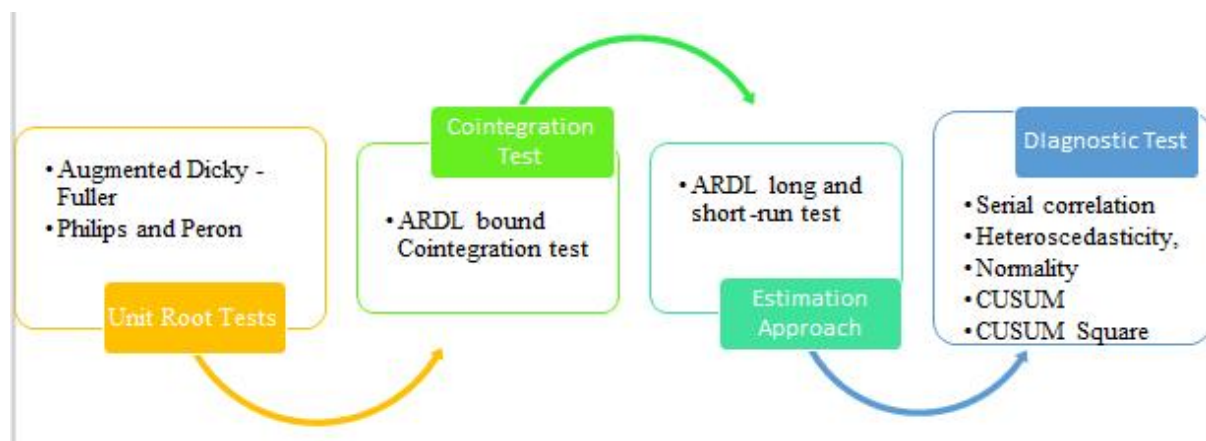 • Augmented Dicky -
Fuller
• Philips and Peron
Unit Root Tests
Cointegration
Test
• ARDL bound
Cointegration test
• ARDL long and
short-run test
Estimation
Approach
DIagnostic Test
• Serial correlation
• Heteroscedasticity,
• Normality
• CUSUM
• CUSUM Square